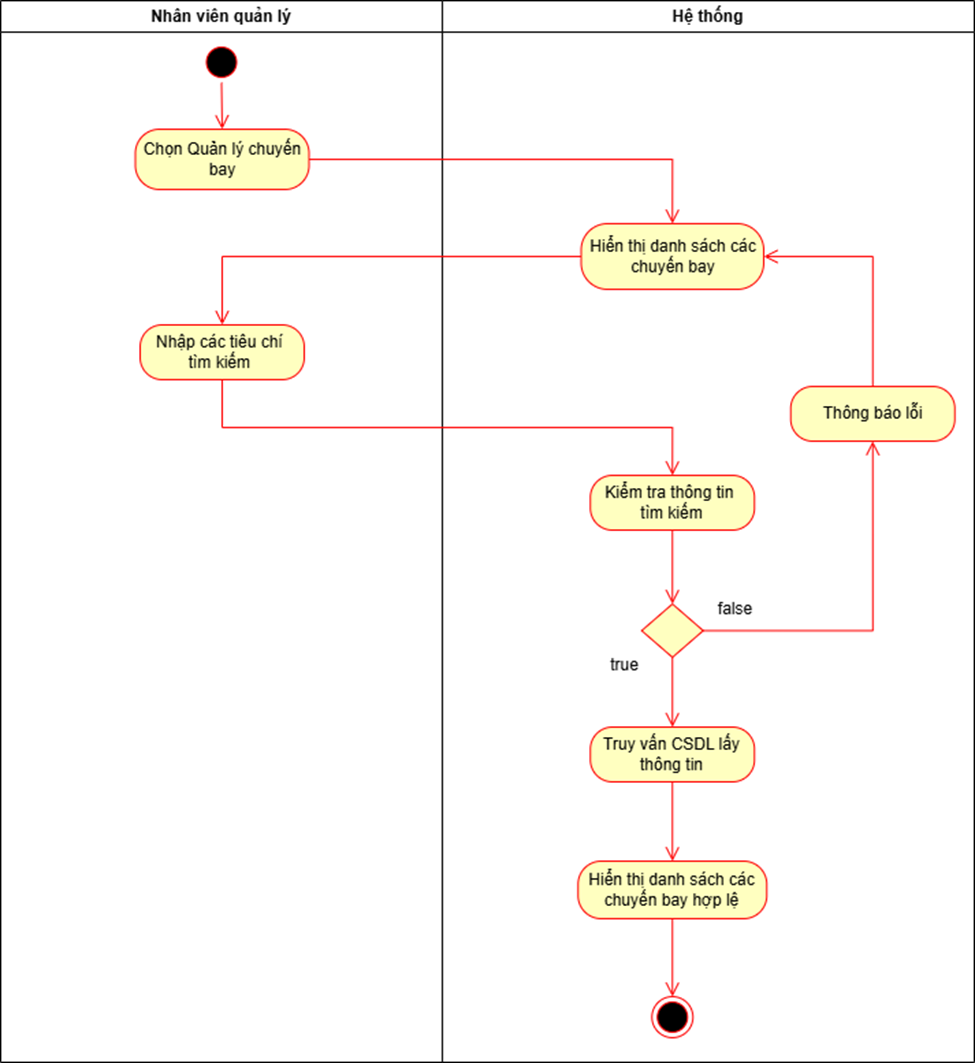 Nhân viên quản lý
Hệ thống
Chọn Quản lý chuyến
bay
Hiển thị danh sách các
chuyến bay
Nhập các tiêu chí
tìm kiếm
Thông báo lỗi
Kiểm tra thông tin
tìm kiếm
false
true
Truy vấn CSDL lấy
thông tin
Hiển thị danh sách các
chuyến bay hợp lệ